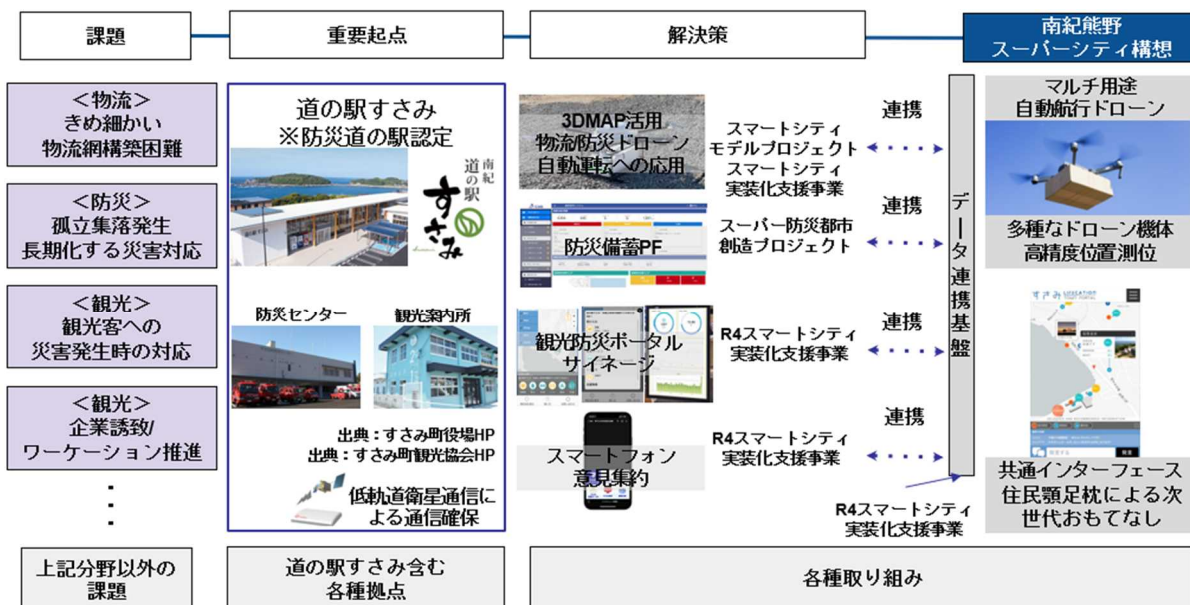 課題
重要起点
解決策
南紀熊野
スーパーシティ構想
＜物流＞
きめ細かい
物流網構築困難
＜防災＞
孤立集落発生
長期化する災害対応
＜観光＞
観光客への
災害発生時の対応
＜観光＞
企業誘致/
ワーケーション推進
・
・
・
上記分野以外の
課題
道の駅すさみ
※防災道の駅認定
南紀
道の駅
すさみ
防災センター
観光案内所
出典：すさみ町役場HP
出典：すさみ町観光協会HP
低軌道衛星通信に
よる通信確保
道の駅すさみ含む
各種拠点
3DMAP活用
物流/防災ドローン
自動運転への応用
防災備蓄PF
観光防災ポータル
サイネージ
スマートフォン
意見集約
スマートシティ
モデルプロジェクト
スマートシティ
実装化支援事業
連携
スーパー防災都市
創造プロジェクト
連携
R4スマートシティ
実装化支援事業
連携
R4スマートシティ
実装化支援事業
連携
R4スマートシティ
実装化支援事業
各種取り組み
データ連携基盤
マルチ用途
自動航行ドローン
多種なドローン機体
高精度位置測位
すさみ
共通インターフェース
住民顎足枕による次
世代おもてなし